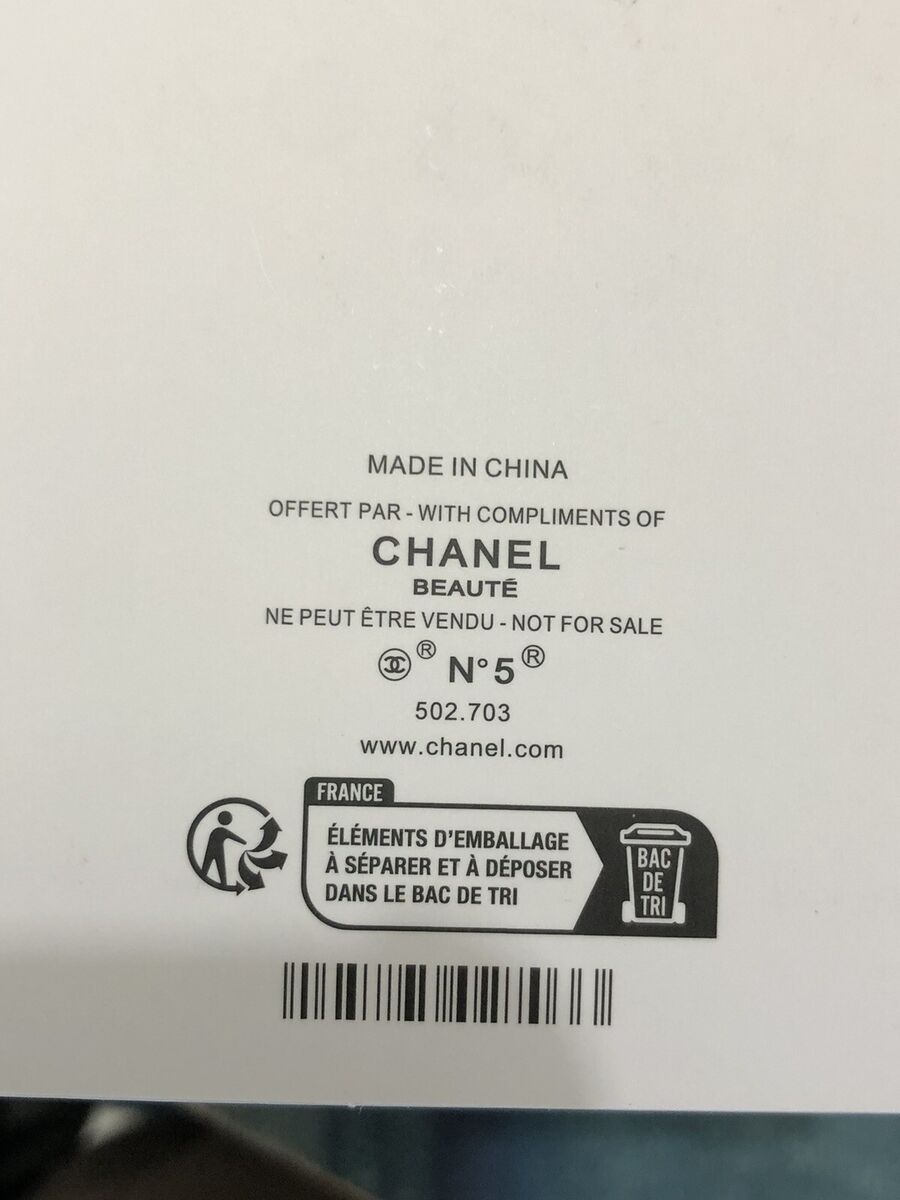 MADE IN CHINA
OFFERT PAR - WITH COMPLIMENTS OF
CHANEL
BEAUTÉ
NE PEUT ÊTRE VENDU - NOT FOR SALE
® N°5®
502.703
www.chanel.com
FRANCE
ÉLÉMENTS D'EMBALLAGE
À SÉPARER ET À DÉPOSER
DANS LE BAC DE TRI
BAC
DE
TRI